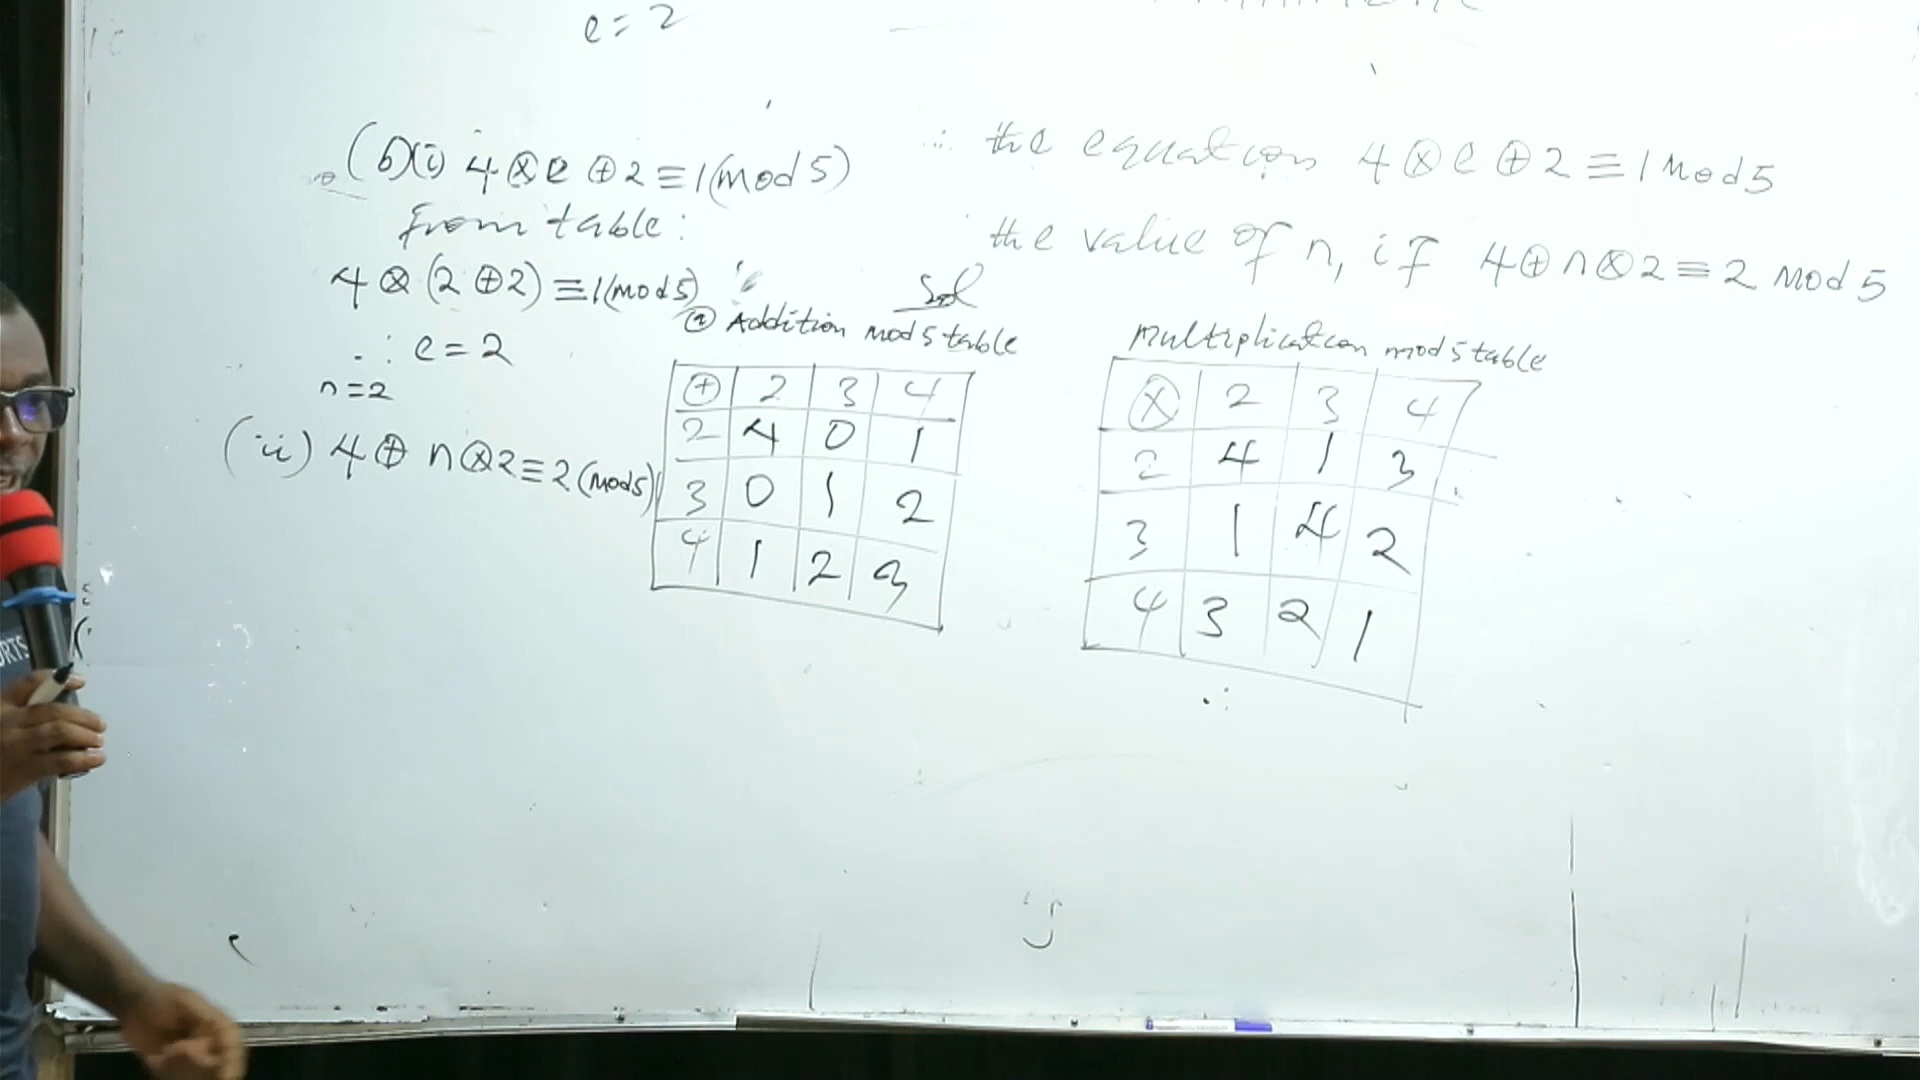 e = 2
(b)(i) 4 ⊗ e ⊕ 2 ≡ 1(mod 5)
from table:
4 ⊗ (2 ⊕ 2) ≡ 1(mod 5)
∴ e = 2
n = 2
(ii) 4 ⊕ n ⊗ 2 ≡ 2 (mod 5)
the equation 4 ⊗ e ⊕ 2 ≡ 1 mod 5
the value of n, if 4 ⊕ n ⊗ 2 ≡ 2 mod 5
Sol
(a) Addition mod 5 table
⊕ 2 3 4
2 4 0 1
3 0 1 2
4 1 2 3
Multiplication mod 5 table
⊗ 2 3 4
2 4 1 3
3 1 4 2
4 3 2 1
∴